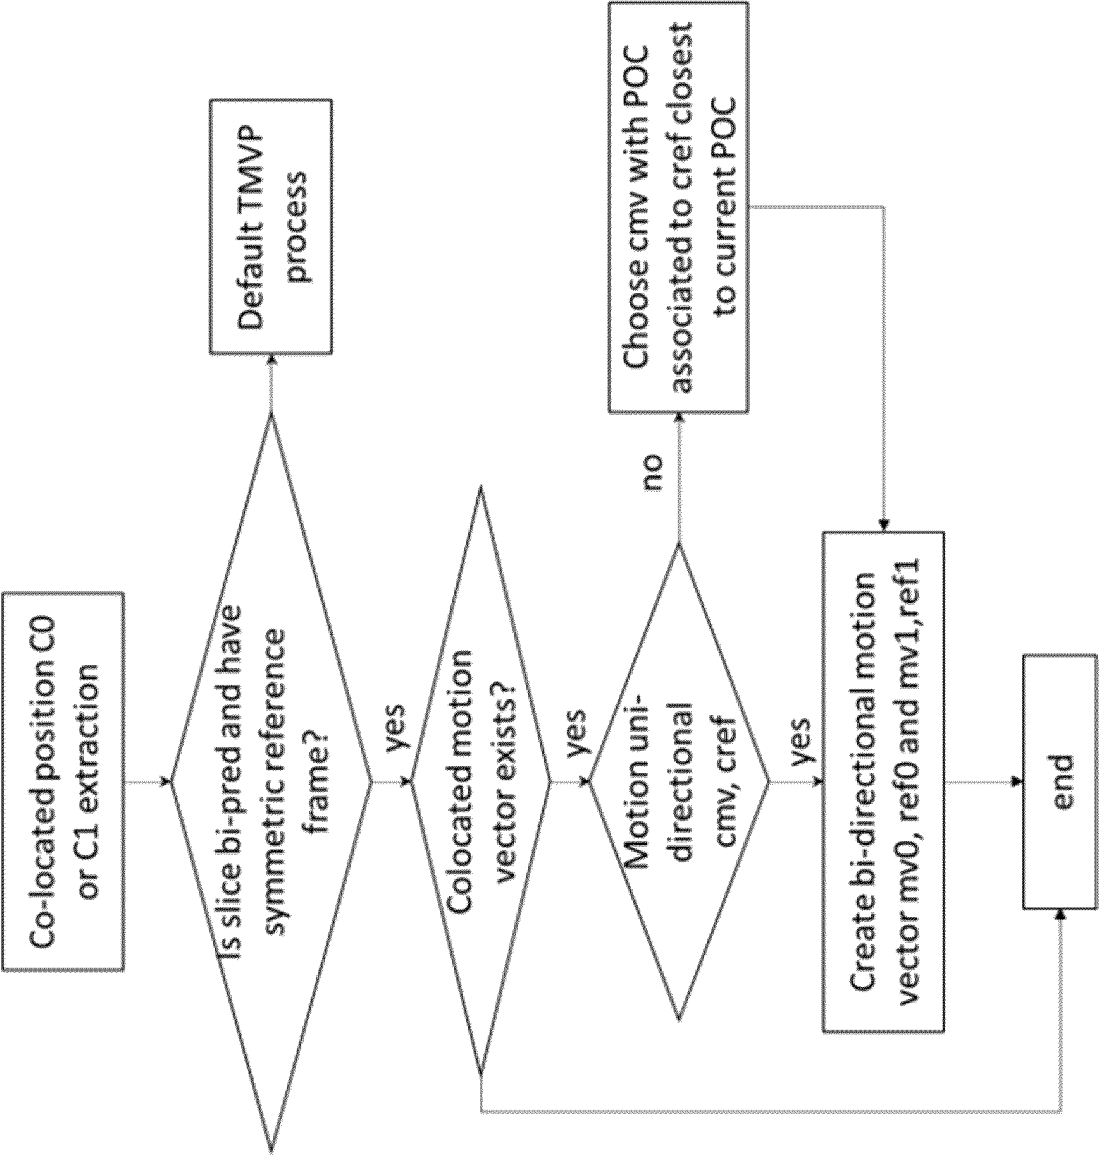 Co-located position C0
or C1 extraction
Is slice bi-pred and have
symmetric reference
frame?
Default TMVP
process
yes
Colocated motion
vector exists?
yes
Motion uni-
directional
cmv, cref
no
Choose cmv with POC
associated to cref closest
to current POC
yes
Create bi-directional motion
vector mv0, ref0 and mv1,ref1
end